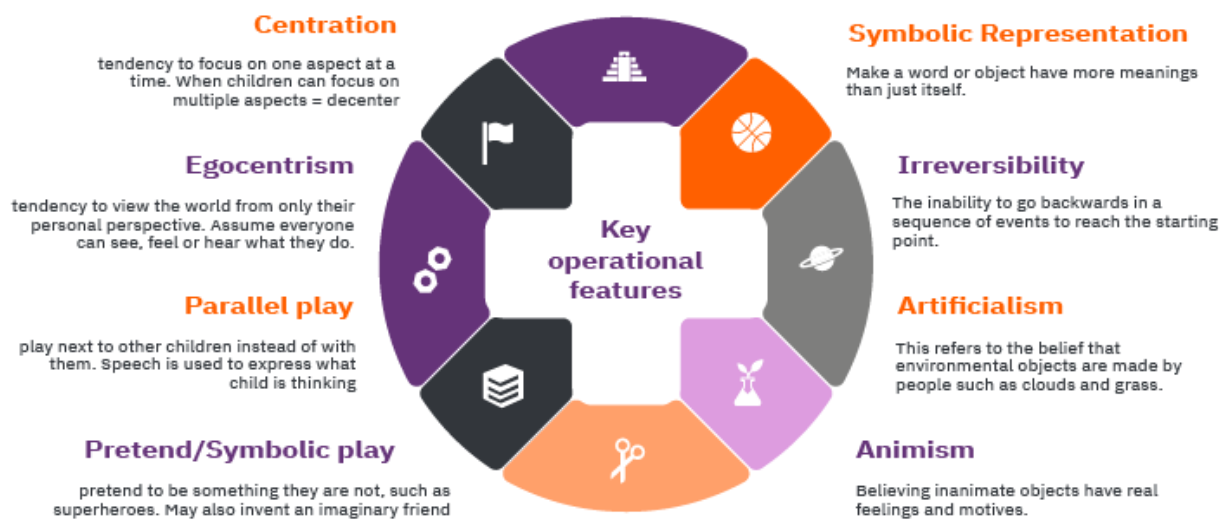 Centration
tendency to focus on one aspect at a
time. When children can focus on
multiple aspects = decenter
Egocentrism
tendency to view the world from only their
personal perspective. Assume everyone
can see, feel or hear what they do.
Parallel play
play next to other children instead of with
them. Speech is used to express what
child is thinking
Pretend/Symbolic play
pretend to be something they are not, such as
superheroes. May also invent an imaginary friend
Key
operational
features
Symbolic Representation
Make a word or object have more meanings
than just itself.
Irreversibility
The inability to go backwards in a
sequence of events to reach the starting
point.
Artificialism
This refers to the belief that
environmental objects are made by
people such as clouds and grass.
Animism
Believing inanimate objects have real
feelings and motives.